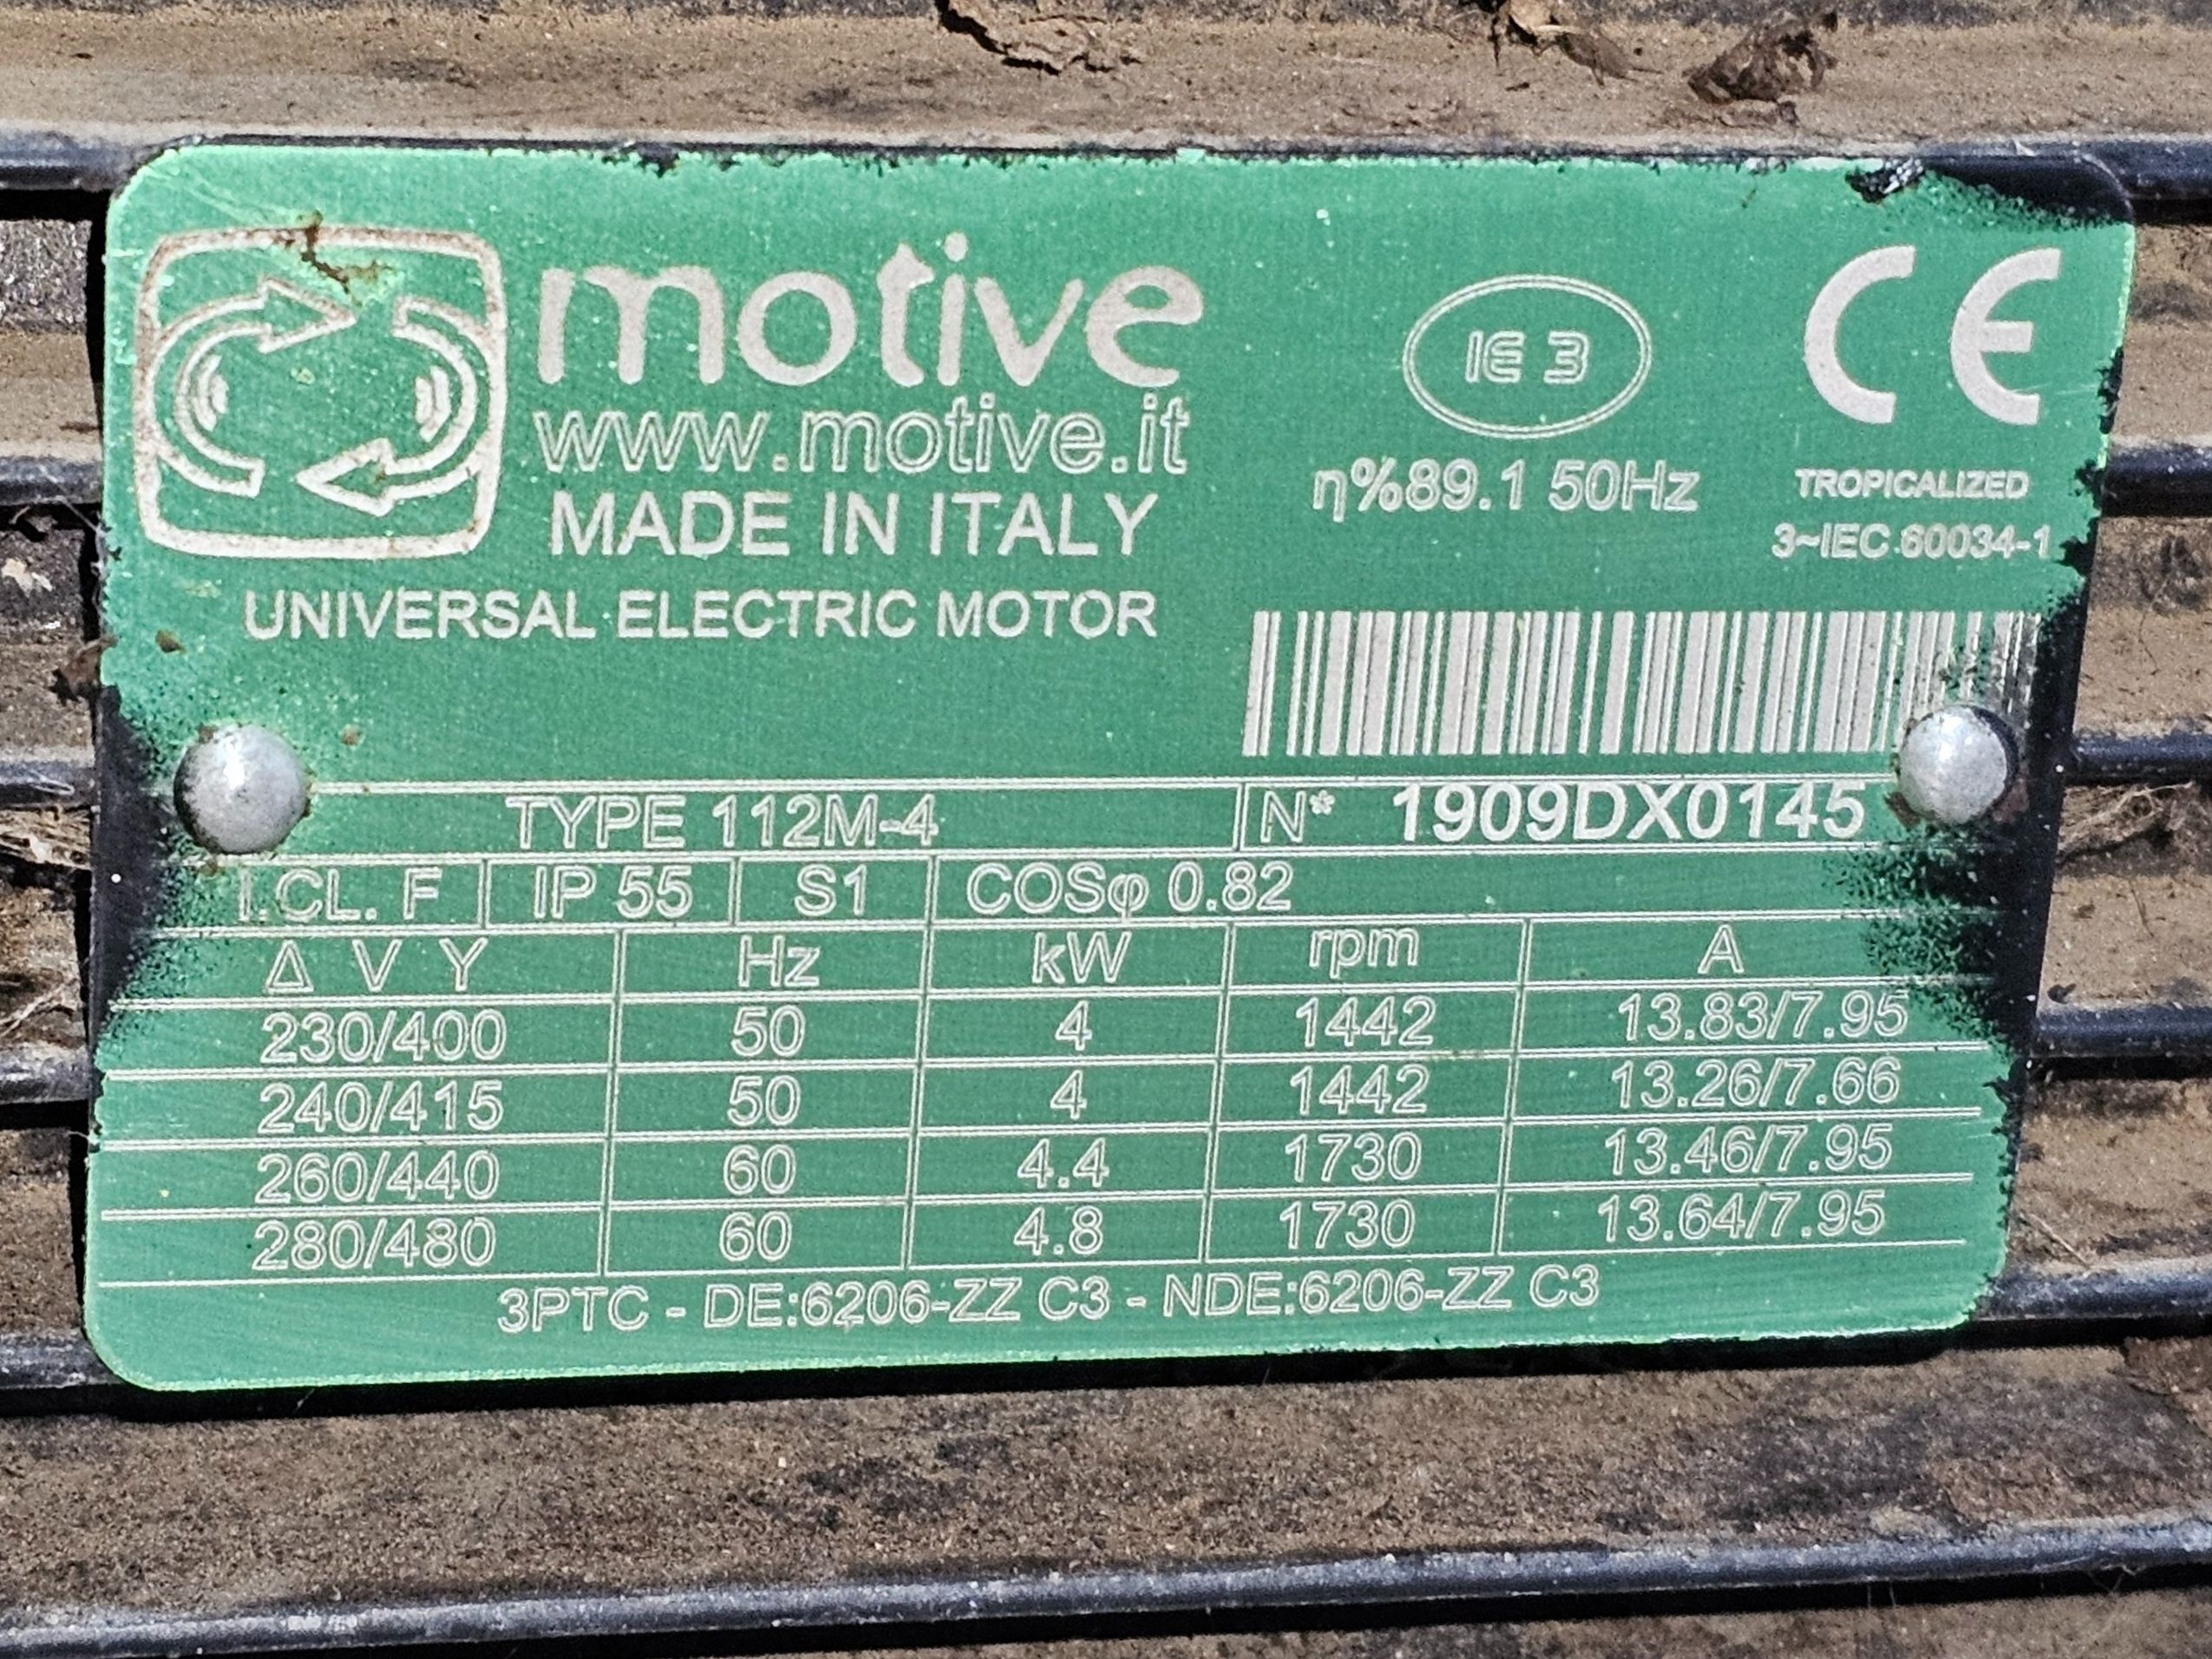 motive
www.motive.it
MADE IN ITALY
UNIVERSAL ELECTRIC MOTOR
IE 3
η%89.1 50Hz
CE
TROPICALIZED
3~IEC 60034-1
TYPE 112M-4 N* 1909DX0145
I.CL. F IP 55 S1 COSφ 0.82
Δ V Y Hz kW rpm A
230/400 50 4 1442 13.83/7.95
240/415 50 4 1442 13.26/7.66
260/440 60 4.4 1730 13.46/7.95
280/480 60 4.8 1730 13.64/7.95
3PTC - DE:6206-ZZ C3 - NDE:6206-ZZ C3